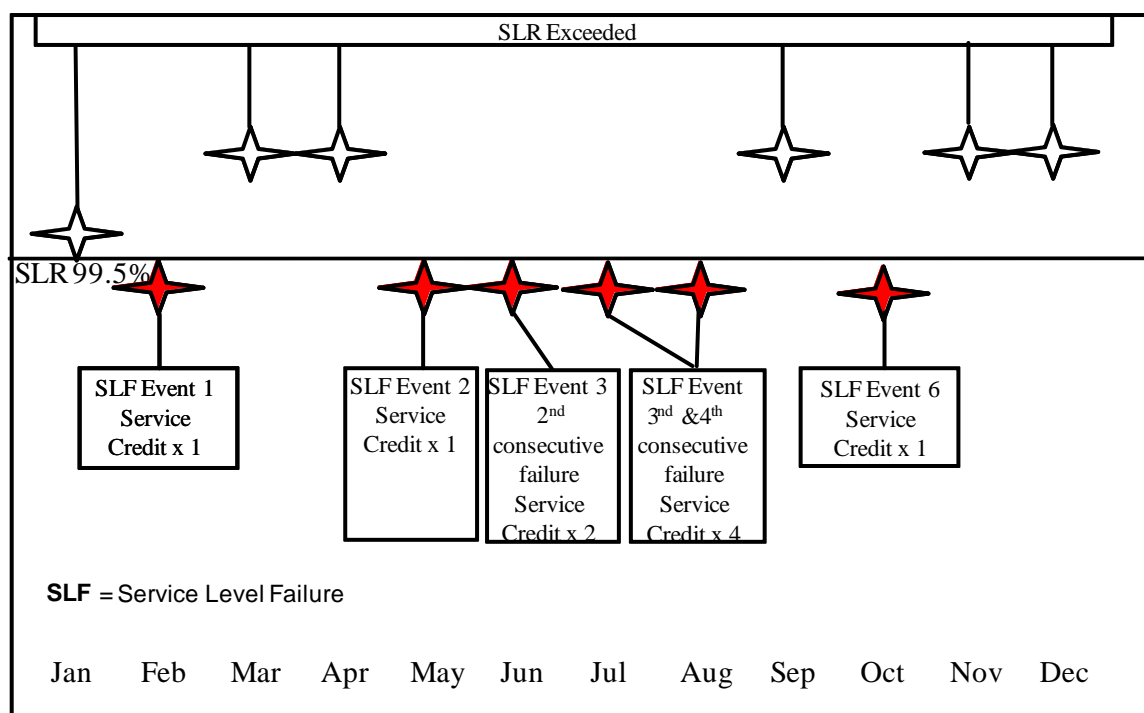 SLR Exceeded
SLR 99.5%
SLF Event 1
Service
Credit x 1
SLF Event 2
Service
Credit x 1
SLF Event 3
2nd
consecutive
failure
Service
Credit x 2
SLF Event
3nd &4th
consecutive
failure
Service
Credit x 4
SLF Event 6
Service
Credit x 1
SLF = Service Level Failure
Jan Feb Mar Apr May Jun Jul Aug Sep Oct Nov Dec